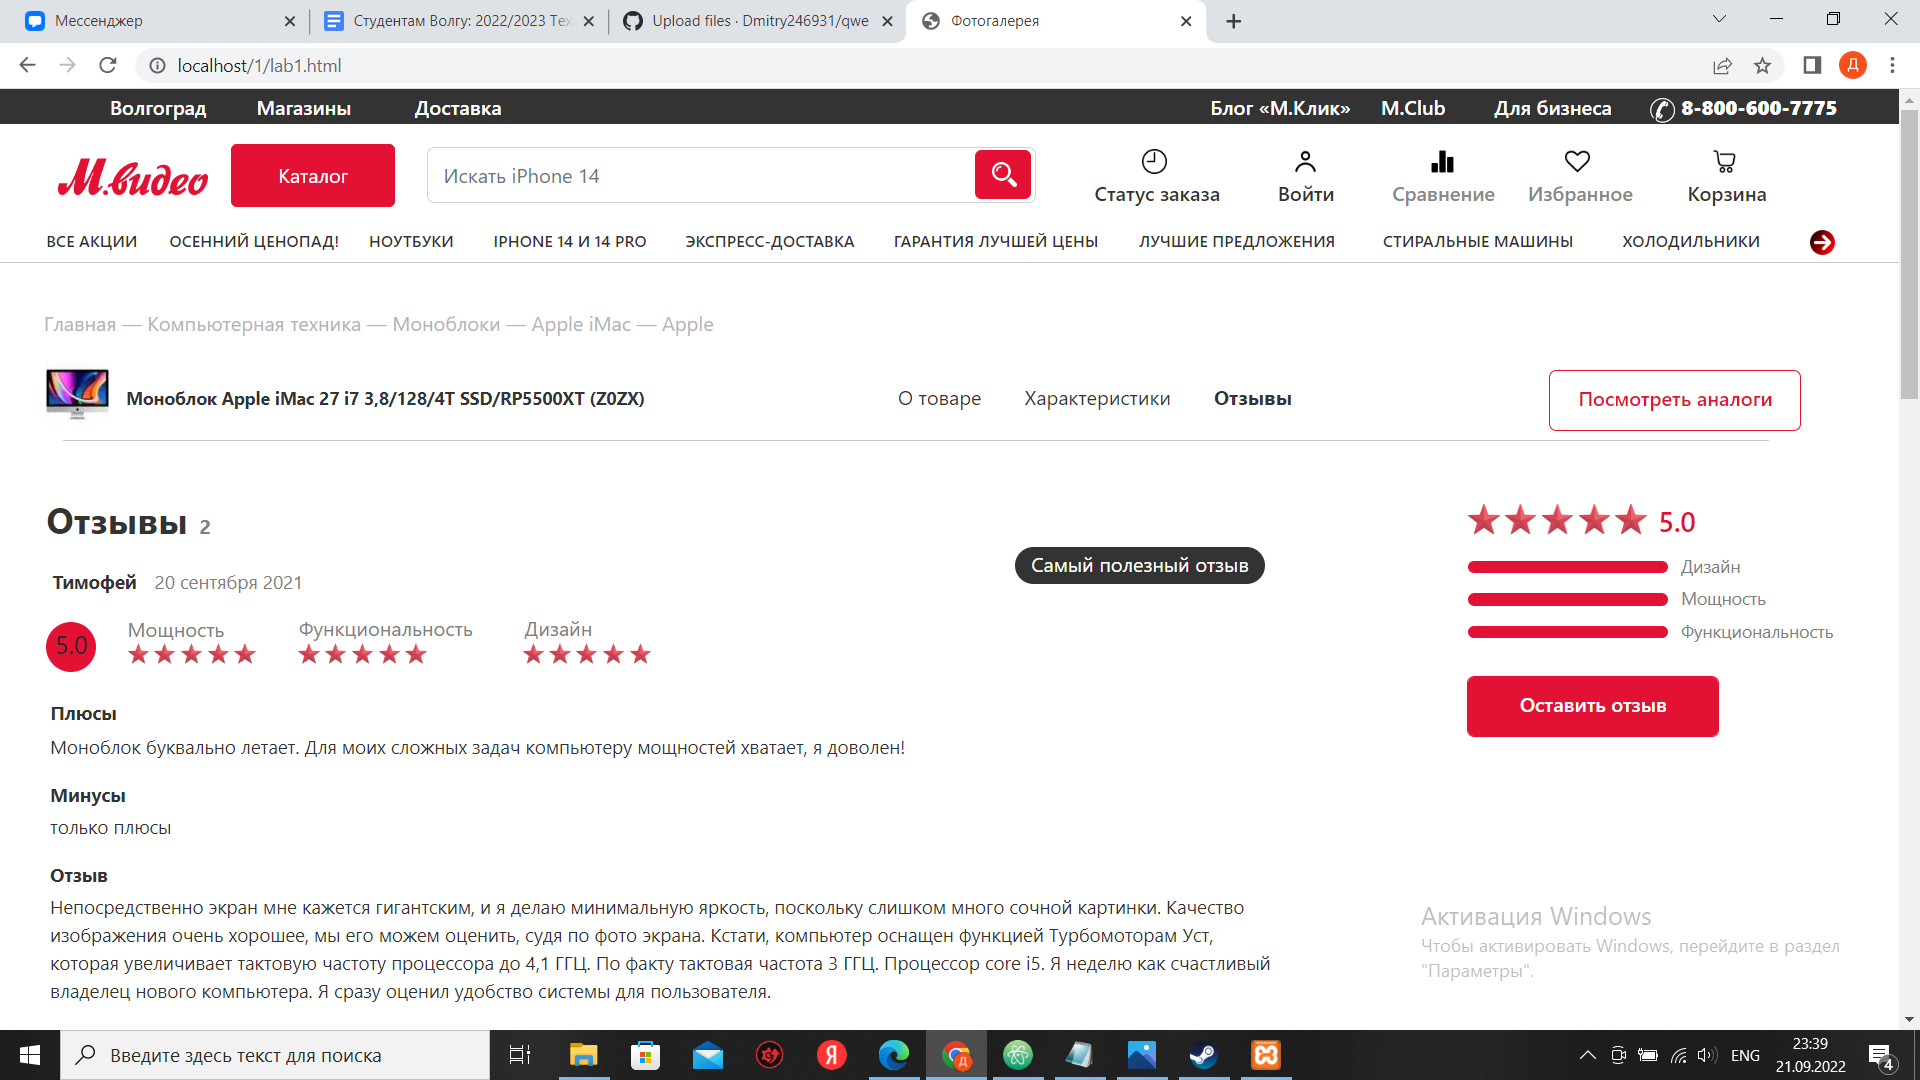 Мессенджер
Студентам Волгу: 2022/2023 Тех
Upload files · Dmitry246931/qwe
Фотогалерея
localhost/1/lab1.html
Д
Волгоград Магазины Доставка Блог «М.Клик» M.Club Для бизнеса 8-800-600-7775
М.видео
Каталог
Искать iPhone 14
Статус заказа Войти Сравнение Избранное Корзина
ВСЕ АКЦИИ ОСЕННИЙ ЦЕНОПАД! НОУТБУКИ IPHONE 14 И 14 PRO ЭКСПРЕСС-ДОСТАВКА ГАРАНТИЯ ЛУЧШЕЙ ЦЕНЫ ЛУЧШИЕ ПРЕДЛОЖЕНИЯ СТИРАЛЬНЫЕ МАШИНЫ ХОЛОДИЛЬНИКИ
Главная — Компьютерная техника — Моноблоки — Apple iMac — Apple
Моноблок Apple iMac 27 i7 3,8/128/4T SSD/RP5500XT (Z0ZX) О товаре Характеристики Отзывы Посмотреть аналоги
Отзывы 2
5.0
Самый полезный отзыв
Дизайн
Мощность
Функциональность
Тимофей 20 сентября 2021
5.0 Мощность Функциональность Дизайн
Оставить отзыв
Плюсы
Моноблок буквально летает. Для моих сложных задач компьютеру мощностей хватает, я доволен!
Минусы
только плюсы
Отзыв
Непосредственно экран мне кажется гигантским, и я делаю минимальную яркость, поскольку слишком много сочной картинки. Качество
изображения очень хорошее, мы его можем оценить, судя по фото экрана. Кстати, компьютер оснащен функцией Турбомоторам Уст,
которая увеличивает тактовую частоту процессора до 4,1 ГГЦ. По факту тактовая частота 3 ГГЦ. Процессор core i5. Я неделю как счастливый
владелец нового компьютера. Я сразу оценил удобство системы для пользователя.
Активация Windows
Чтобы активировать Windows, перейдите в раздел
"Параметры".
Введите здесь текст для поиска
Я
Д
ENG
23:39
21.09.2022
4